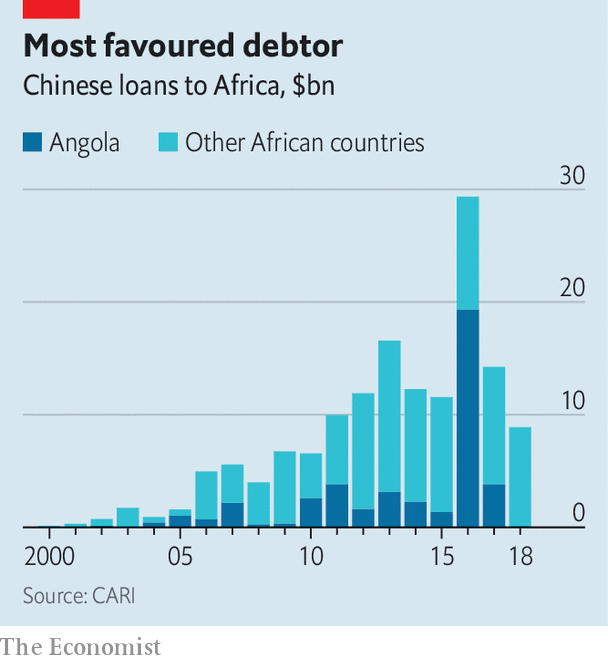 Most favoured debtor
Chinese loans to Africa, $bn
Angola Other African countries
30
20
10
0
2000 05 10 15 18
Source: CARI
The Economist